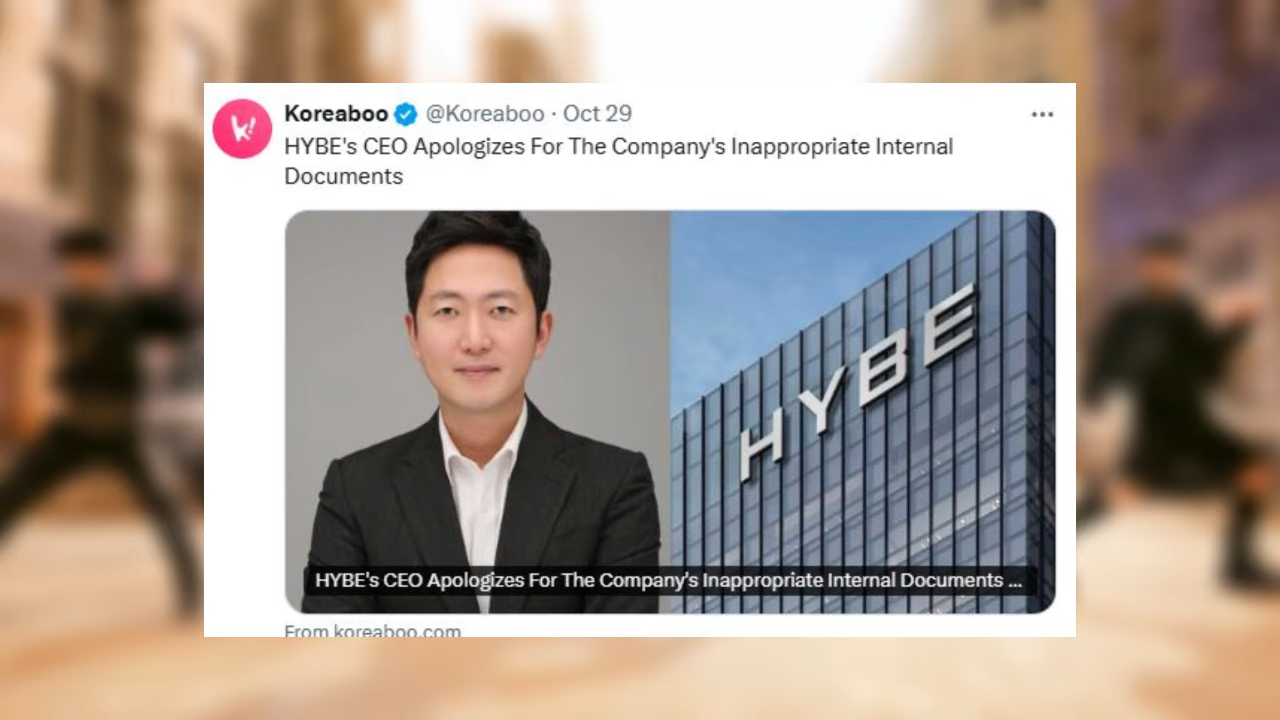 Koreaboo @Koreaboo · Oct 29
HYBE's CEO Apologizes For The Company's Inappropriate Internal
Documents
HYBE
HYBE's CEO Apologizes For The Company's Inappropriate Internal Documents ...
From koreaboo.com